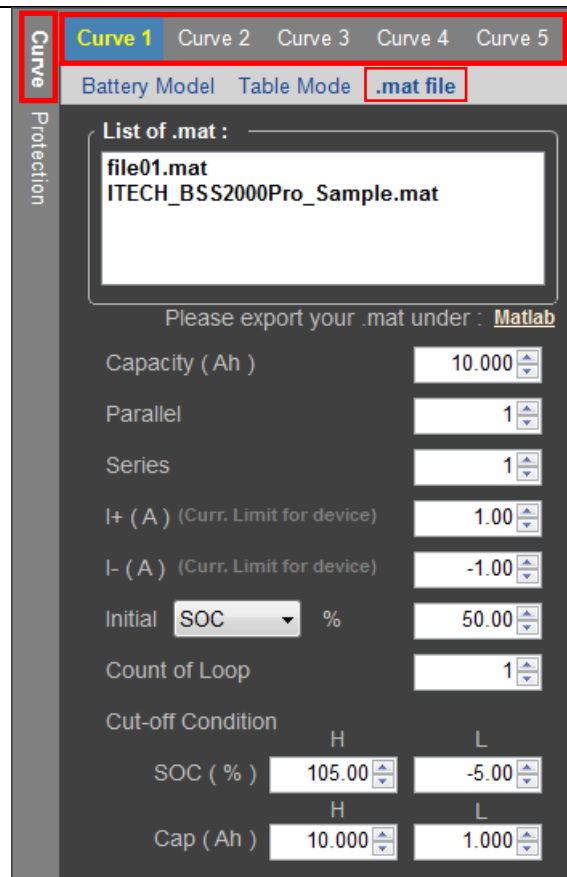 Curve
Protection
Curve 1 Curve 2 Curve 3 Curve 4 Curve 5
Battery Model Table Mode .mat file
List of .mat :
file01.mat
ITECH_BSS2000Pro_Sample.mat
Please export your .mat under : Matlab
Capacity ( Ah ) 10.000
Parallel 1
Series 1
I+ ( A ) (Curr. Limit for device) 1.00
I- ( A ) (Curr. Limit for device) -1.00
Initial SOC % 50.00
Count of Loop 1
Cut-off Condition
H L
SOC ( % ) 105.00 -5.00
H L
Cap ( Ah ) 10.000 1.000